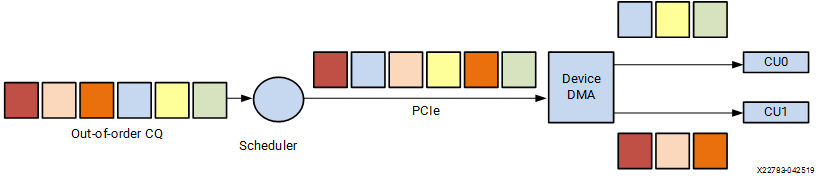 Out-of-order CQ
Scheduler
PCIe
Device
DMA
CU0
CU1
X22783-042519